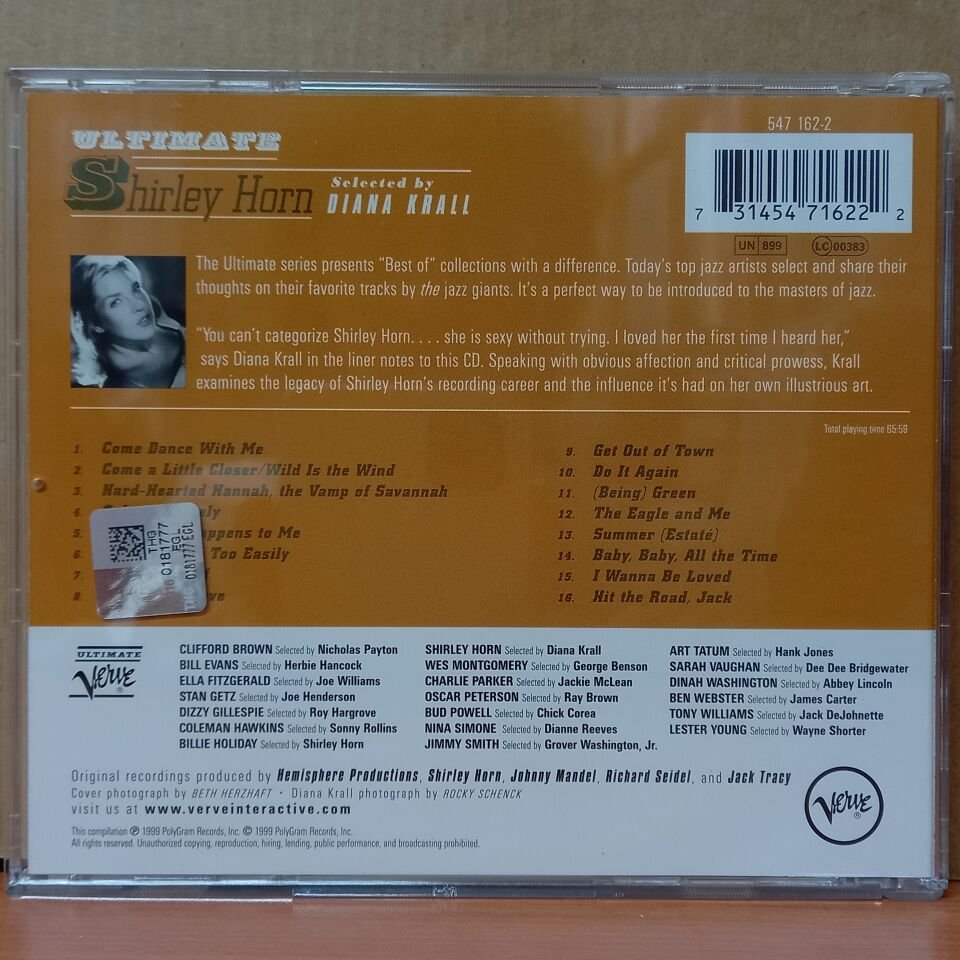 547 162-2
ULTIMATE
Shirley Horn
Selected by
DIANA KRALL
7 31454 71622 2
UN 899 LC 00383
The Ultimate series presents "Best of" collections with a difference. Today's top jazz artists select and share their
thoughts on their favorite tracks by the jazz giants. It's a perfect way to be introduced to the masters of jazz.
"You can't categorize Shirley Horn. . . . she is sexy without trying. I loved her the first time I heard her,"
says Diana Krall in the liner notes to this CD. Speaking with obvious affection and critical prowess, Krall
examines the legacy of Shirley Horn's recording career and the influence it's had on her own illustrious art.
Total playing time 65:59
1. Come Dance With Me
2. Come a Little Closer/Wild Is the Wind
3. Hard-Hearted Hannah, the Vamp of Savannah
4.
5. Happens to Me
6. Too Easily
7.
8.
9. Get Out of Town
10. Do It Again
11. (Being) Green
12. The Eagle and Me
13. Summer (Estaté)
14. Baby, Baby, All the Time
15. I Wanna Be Loved
16. Hit the Road, Jack
THG
0181777
EGL
0181777 EGL
ULTIMATE
Verve
CLIFFORD BROWN Selected by Nicholas Payton
BILL EVANS Selected by Herbie Hancock
ELLA FITZGERALD Selected by Joe Williams
STAN GETZ Selected by Joe Henderson
DIZZY GILLESPIE Selected by Roy Hargrove
COLEMAN HAWKINS Selected by Sonny Rollins
BILLIE HOLIDAY Selected by Shirley Horn
SHIRLEY HORN Selected by Diana Krall
WES MONTGOMERY Selected by George Benson
CHARLIE PARKER Selected by Jackie McLean
OSCAR PETERSON Selected by Ray Brown
BUD POWELL Selected by Chick Corea
NINA SIMONE Selected by Dianne Reeves
JIMMY SMITH Selected by Grover Washington, Jr.
ART TATUM Selected by Hank Jones
SARAH VAUGHAN Selected by Dee Dee Bridgewater
DINAH WASHINGTON Selected by Abbey Lincoln
BEN WEBSTER Selected by James Carter
TONY WILLIAMS Selected by Jack DeJohnette
LESTER YOUNG Selected by Wayne Shorter
Original recordings produced by Hemisphere Productions, Shirley Horn, Johnny Mandel, Richard Seidel, and Jack Tracy
Cover photograph by BETH HERZHAFT · Diana Krall photograph by ROCKY SCHENCK
visit us at www.verveinteractive.com
This compilation ℗ 1999 PolyGram Records, Inc. © 1999 PolyGram Records, Inc.
All rights reserved. Unauthorized copying, reproduction, hiring, lending, public performance, and broadcasting prohibited.
Verve